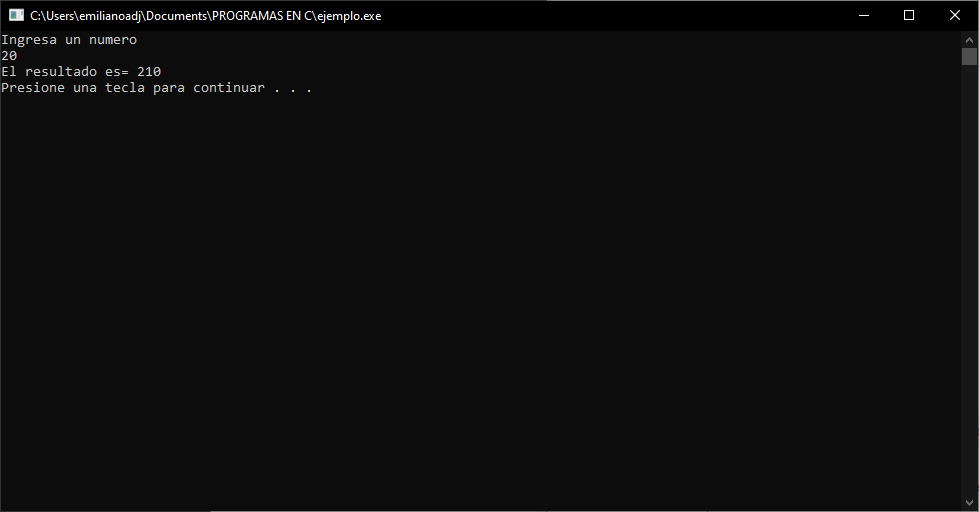 C:\Users\emilianoadj\Documents\PROGRAMAS EN C\ejemplo.exe
Ingresa un numero
20
El resultado es= 210
Presione una tecla para continuar . . .